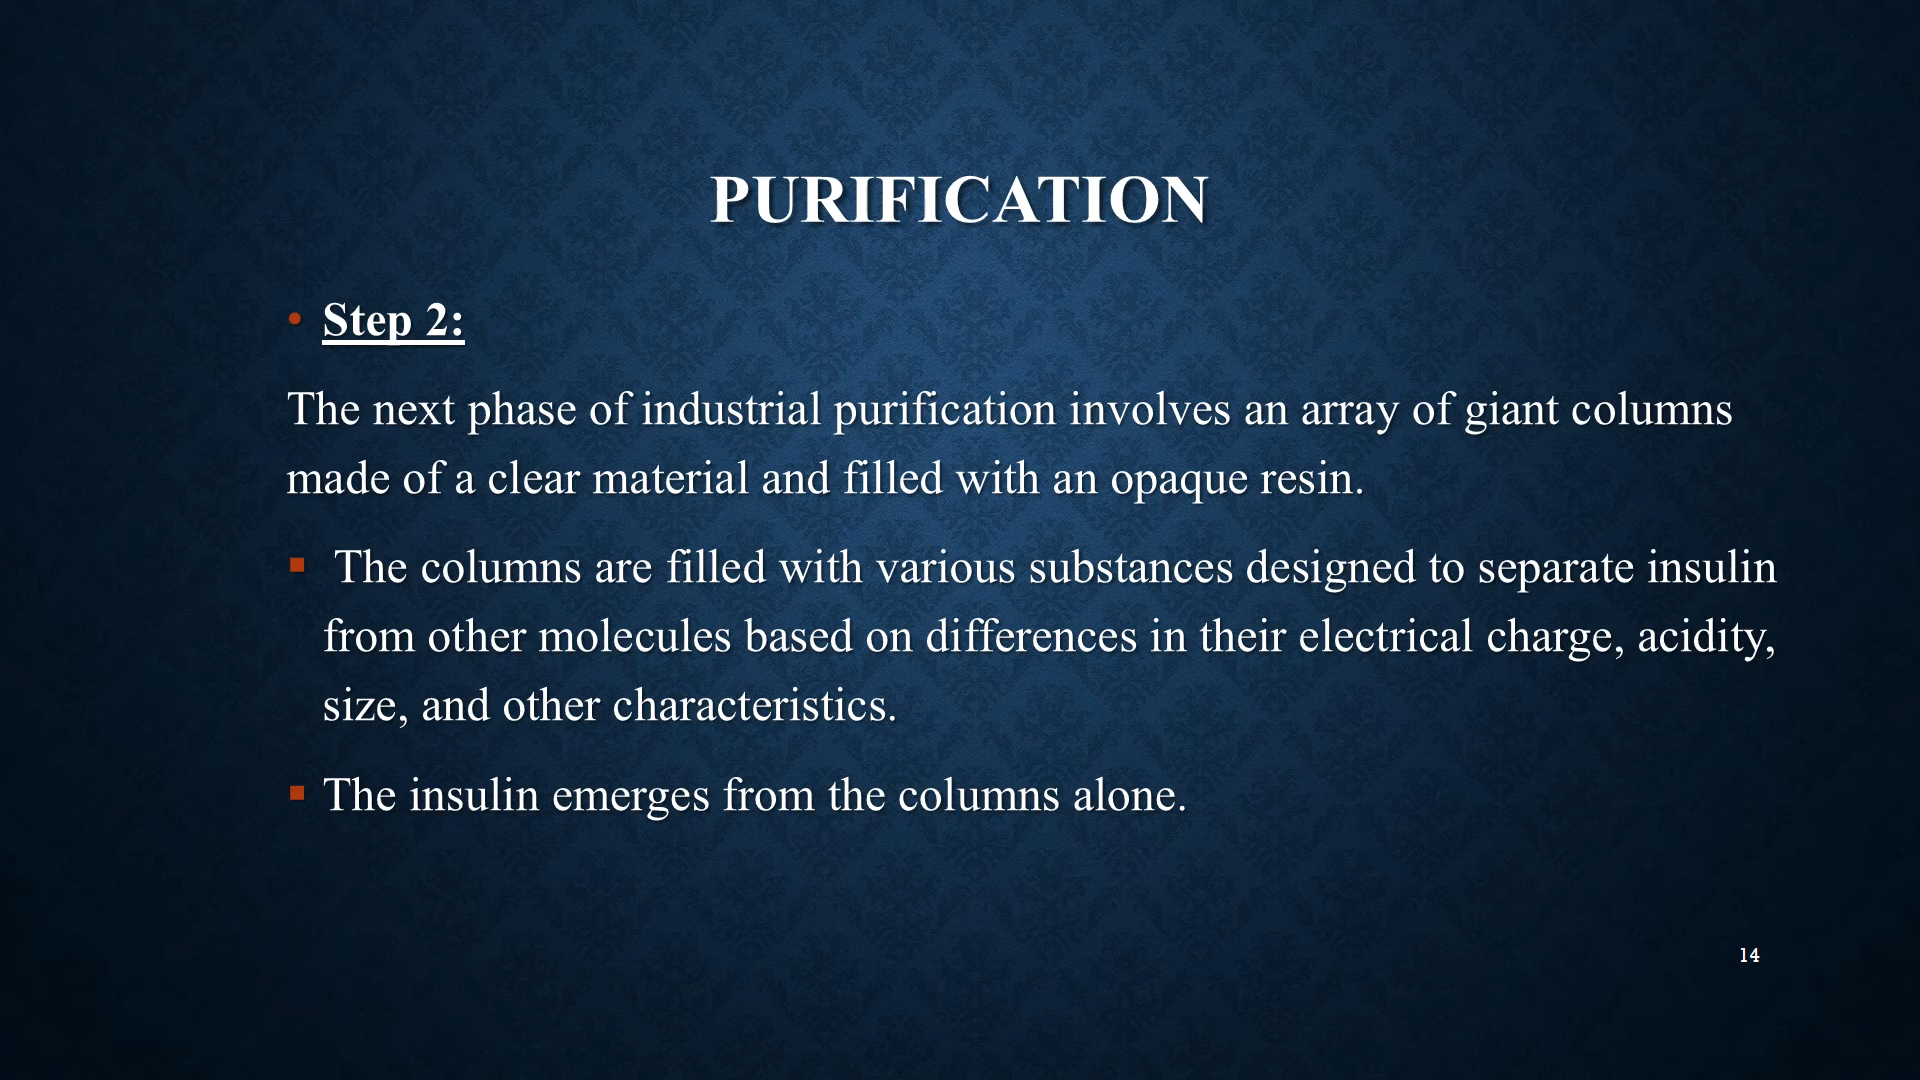 PURIFICATION
• Step 2:
The next phase of industrial purification involves an array of giant columns
made of a clear material and filled with an opaque resin.
▪ The columns are filled with various substances designed to separate insulin
from other molecules based on differences in their electrical charge, acidity,
size, and other characteristics.
▪ The insulin emerges from the columns alone.
14